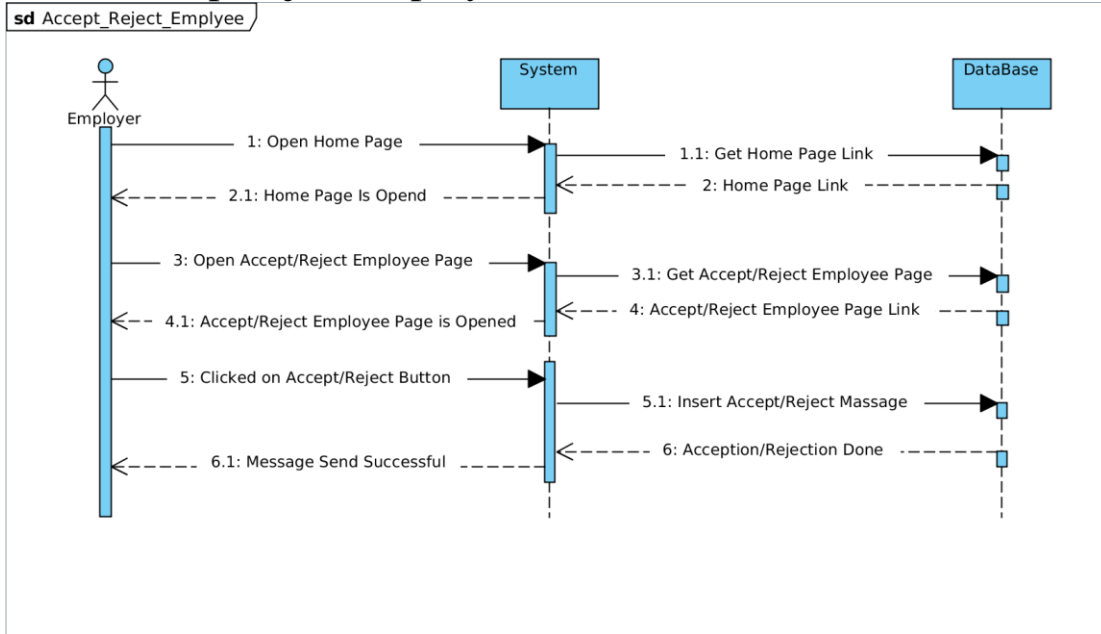 sd Accept_Reject_Emplyee
System
DataBase
Employer
1: Open Home Page
1.1: Get Home Page Link
2: Home Page Link
2.1: Home Page Is Opend
3: Open Accept/Reject Employee Page
3.1: Get Accept/Reject Employee Page
4: Accept/Reject Employee Page Link
4.1: Accept/Reject Employee Page is Opened
5: Clicked on Accept/Reject Button
5.1: Insert Accept/Reject Massage
6: Acception/Rejection Done
6.1: Message Send Successful